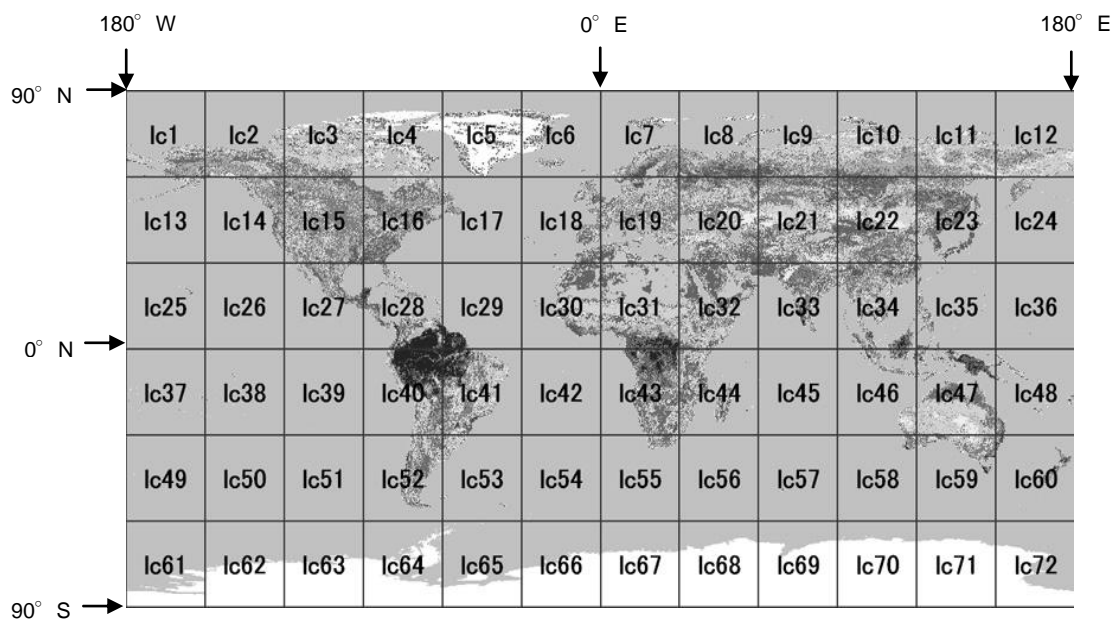 180° W 0° E 180° E
90° N
lc1 lc2 lc3 lc4 lc5 lc6 lc7 lc8 lc9 lc10 lc11 lc12
lc13 lc14 lc15 lc16 lc17 lc18 lc19 lc20 lc21 lc22 lc23 lc24
lc25 lc26 lc27 lc28 lc29 lc30 lc31 lc32 lc33 lc34 lc35 lc36
0° N
lc37 lc38 lc39 lc40 lc41 lc42 lc43 lc44 lc45 lc46 lc47 lc48
lc49 lc50 lc51 lc52 lc53 lc54 lc55 lc56 lc57 lc58 lc59 lc60
lc61 lc62 lc63 lc64 lc65 lc66 lc67 lc68 lc69 lc70 lc71 lc72
90° S